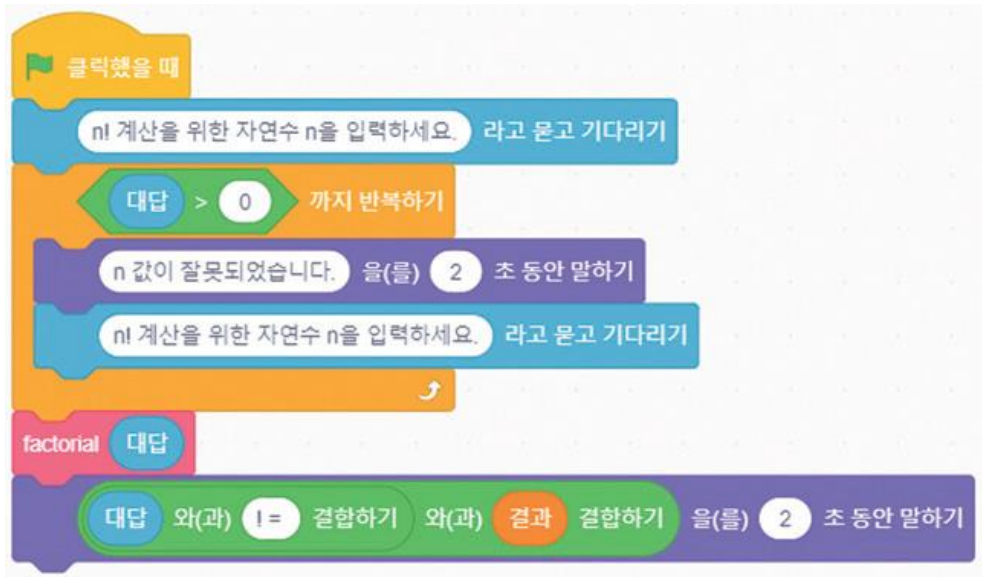 클릭했을 때
n! 계산을 위한 자연수 n을 입력하세요. 라고 묻고 기다리기
대답 > 0 까지 반복하기
n 값이 잘못되었습니다. 을(를) 2 초 동안 말하기
n! 계산을 위한 자연수 n을 입력하세요. 라고 묻고 기다리기
factorial 대답
대답 와(과) ! = 결합하기 와(과) 결과 결합하기 을(를) 2 초 동안 말하기